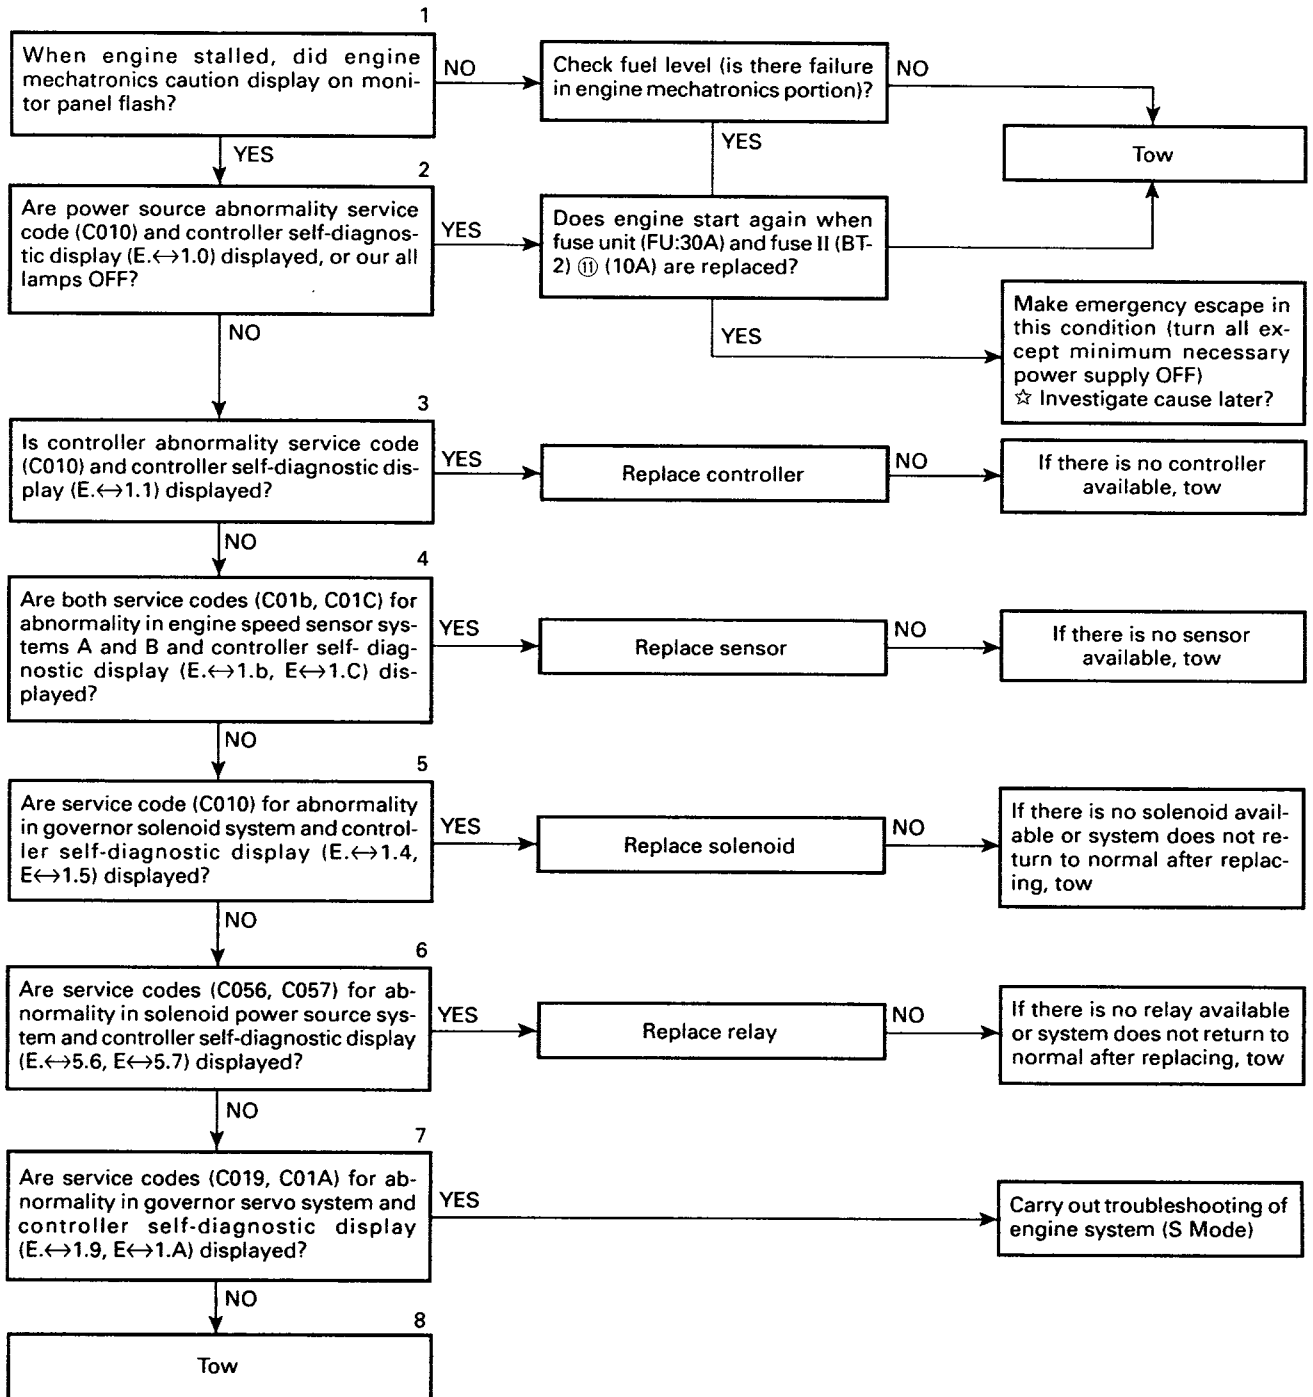 1
When engine stalled, did engine
mechatronics caution display on moni-
tor panel flash?
NO
Check fuel level (is there failure
in engine mechatronics portion)?
NO
Tow
YES
YES
2
Are power source abnormality service
code (C010) and controller self-diagnos-
tic display (E.↔1.0) displayed, or our all
lamps OFF?
YES
Does engine start again when
fuse unit (FU:30A) and fuse II (BT-
2) ⑪ (10A) are replaced?
YES
Make emergency escape in
this condition (turn all ex-
cept minimum necessary
power supply OFF)
☆ Investigate cause later?
NO
3
Is controller abnormality service code
(C010) and controller self-diagnostic dis-
play (E.↔1.1) displayed?
YES
Replace controller
NO
If there is no controller
available, tow
NO
4
Are both service codes (C01b, C01C) for
abnormality in engine speed sensor sys-
tems A and B and controller self- diag-
nostic display (E.↔1.b, E↔1.C) dis-
played?
YES
Replace sensor
NO
If there is no sensor
available, tow
NO
5
Are service code (C010) for abnormality
in governor solenoid system and control-
ler self-diagnostic display (E.↔1.4,
E↔1.5) displayed?
YES
Replace solenoid
NO
If there is no solenoid avail-
able or system does not re-
turn to normal after replac-
ing, tow
NO
6
Are service codes (C056, C057) for ab-
normality in solenoid power source sys-
tem and controller self-diagnostic display
(E.↔5.6, E↔5.7) displayed?
YES
Replace relay
NO
If there is no relay available
or system does not return to
normal after replacing, tow
NO
7
Are service codes (C019, C01A) for ab-
normality in governor servo system and
controller self-diagnostic display
(E.↔1.9, E↔1.A) displayed?
YES
Carry out troubleshooting of
engine system (S Mode)
NO
8
Tow